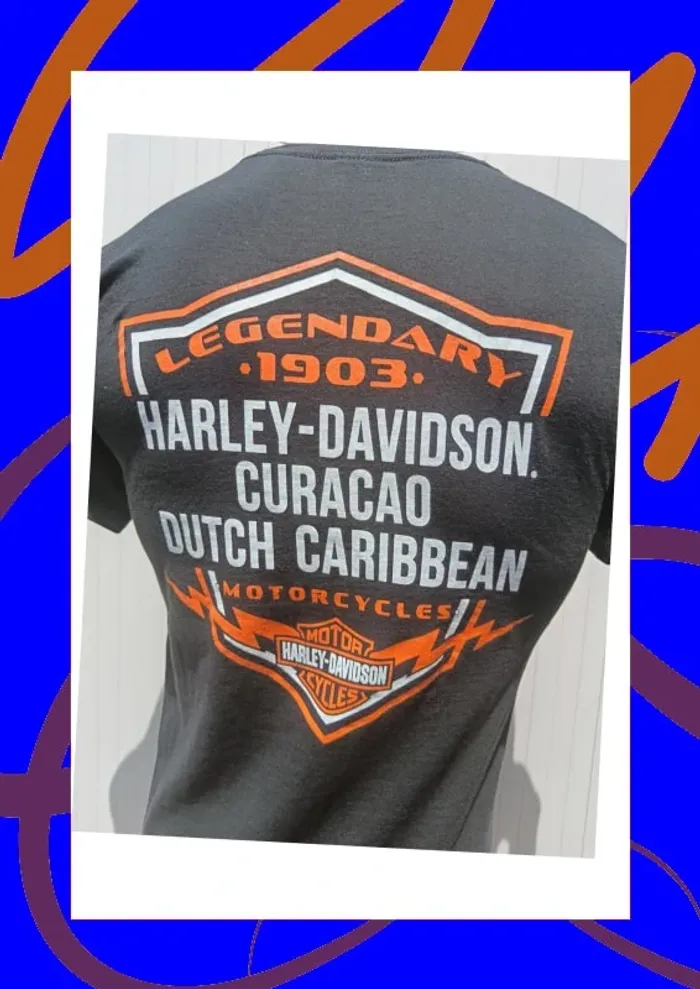 LEGENDARY
·1903·
HARLEY-DAVIDSON.
CURACAO
DUTCH CARIBBEAN
MOTORCYCLES
MOTOR
HARLEY-DAVIDSON
CYCLES